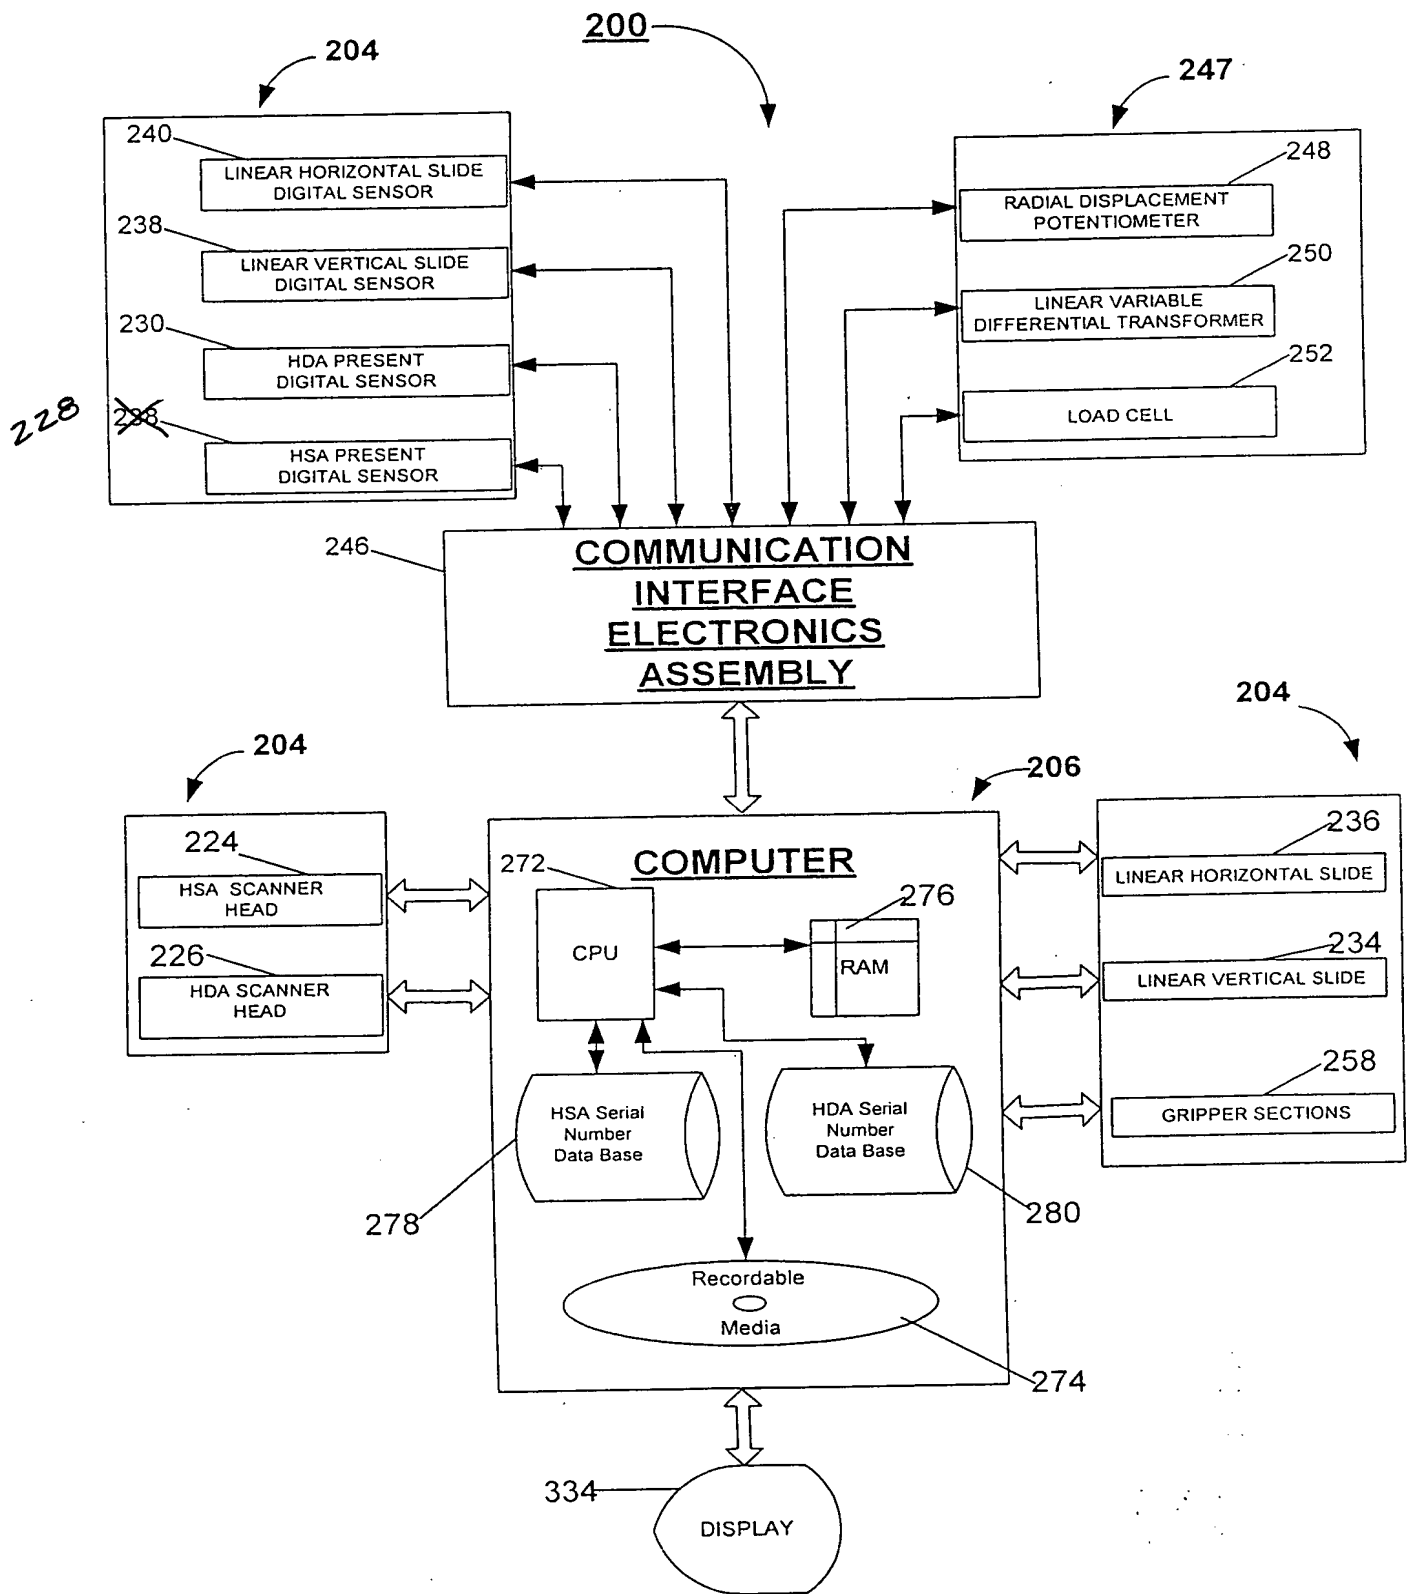 200
204
247
240
LINEAR HORIZONTAL SLIDE
DIGITAL SENSOR
238
LINEAR VERTICAL SLIDE
DIGITAL SENSOR
230
HDA PRESENT
DIGITAL SENSOR
228
238
HSA PRESENT
DIGITAL SENSOR
248
RADIAL DISPLACEMENT
POTENTIOMETER
250
LINEAR VARIABLE
DIFFERENTIAL TRANSFORMER
252
LOAD CELL
246
COMMUNICATION
INTERFACE
ELECTRONICS
ASSEMBLY
204
224
HSA SCANNER
HEAD
226
HDA SCANNER
HEAD
206
COMPUTER
272
CPU
276
RAM
HSA Serial
Number
Data Base
278
HDA Serial
Number
Data Base
280
Recordable
Media
274
204
236
LINEAR HORIZONTAL SLIDE
234
LINEAR VERTICAL SLIDE
258
GRIPPER SECTIONS
334
DISPLAY